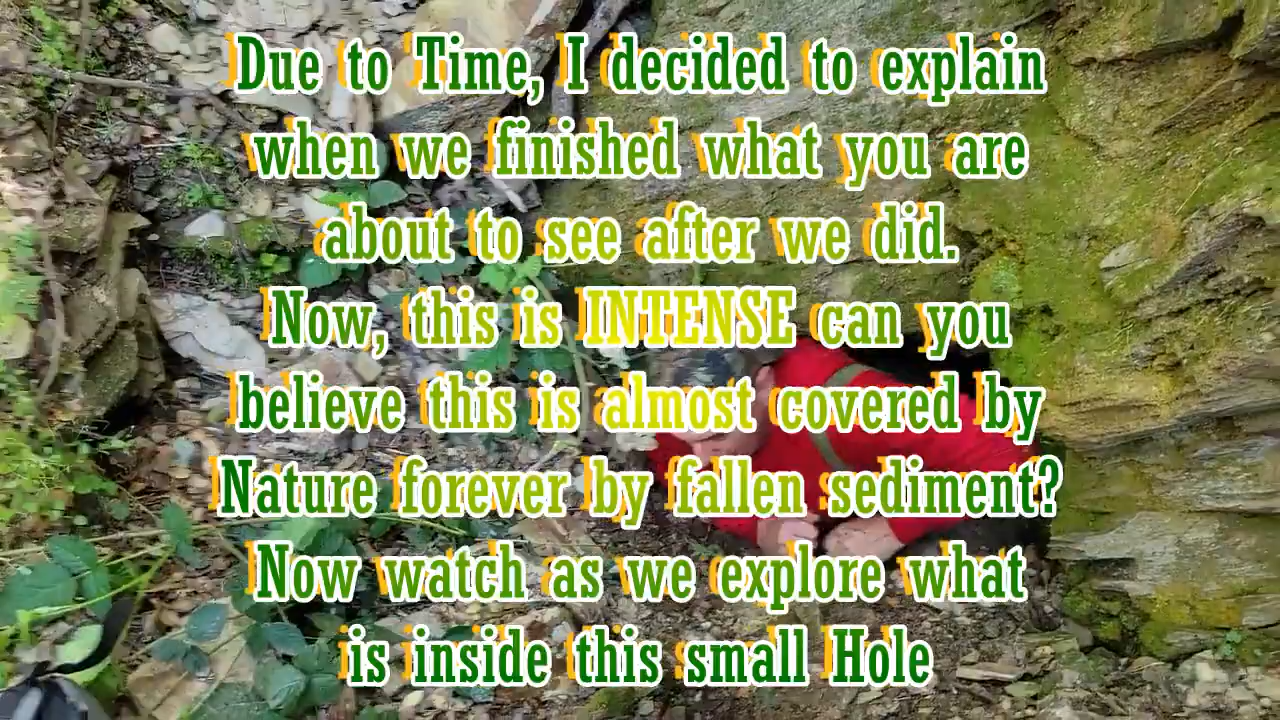 Due to Time, I decided to explain
when we finished what you are
about to see after we did.
Now, this is INTENSE can you
believe this is almost covered by
Nature forever by fallen sediment?
Now watch as we explore what
is inside this small Hole